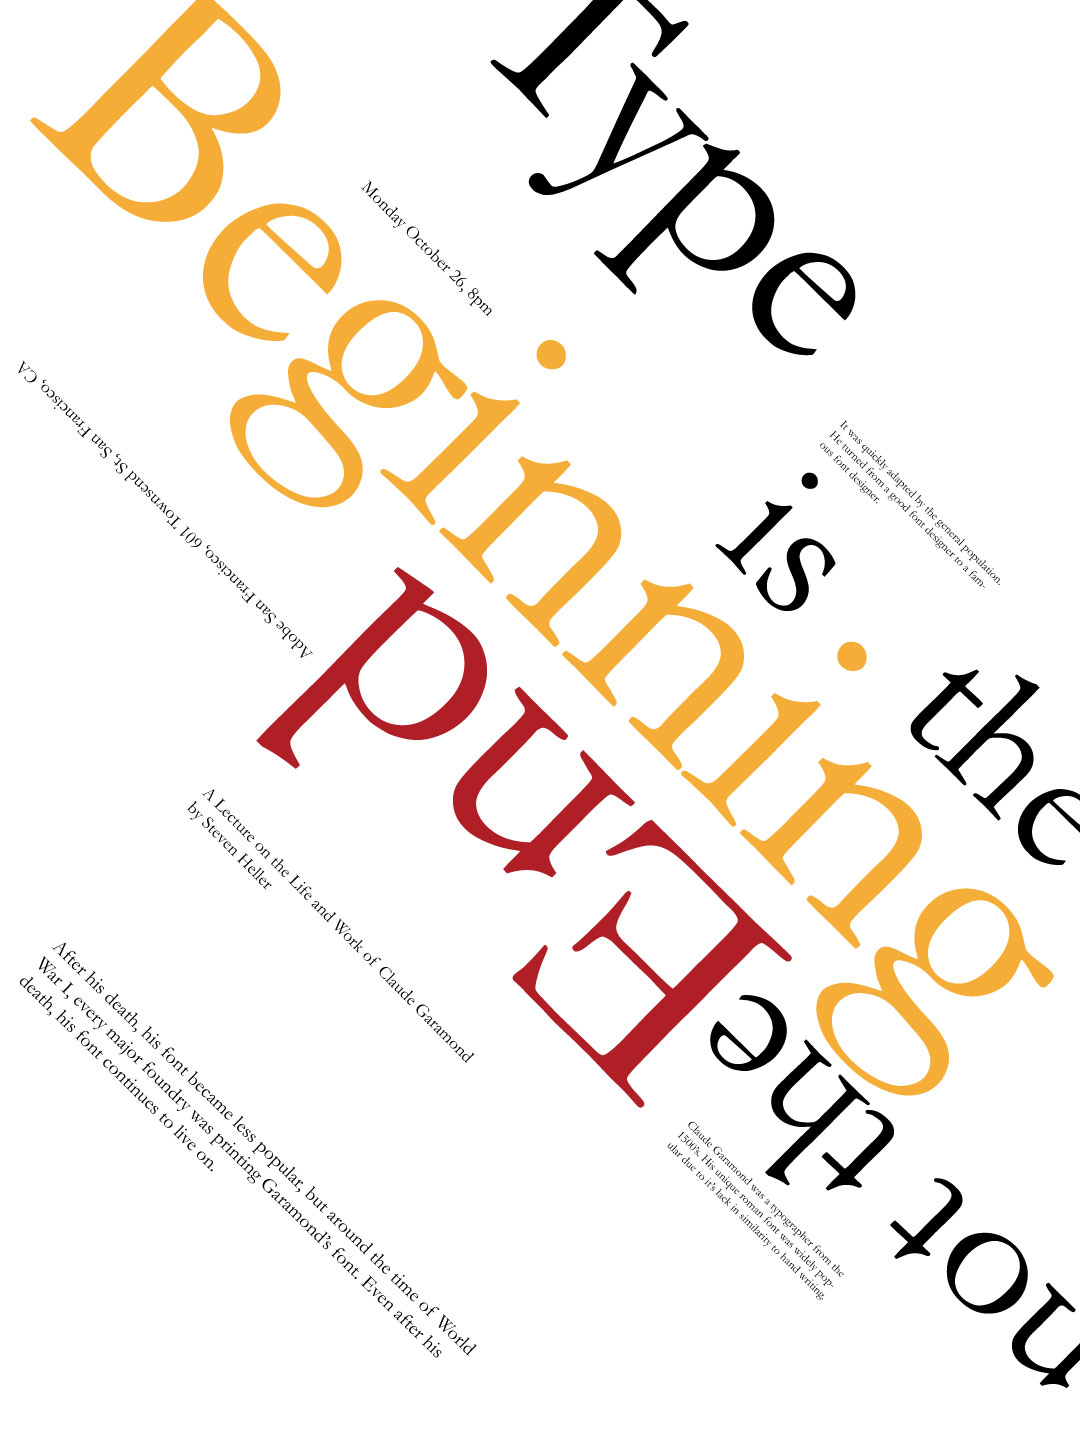 Type
is
the
Beginning
not
the
End
Monday October 26, 8pm
Adobe San Francisco, 601 Townsend St, San Francisco, CA
It was quickly adapted by the general population.
He turned from a good font designer to a fam-
ous font designer.
A Lecture on the Life and Work of Claude Garamond
by Steven Heller
Claude Garamond was a typographer from the
1500's. His unique roman font was widely pop-
ular due to it's lack in similarity to hand writing.
After his death, his font became less popular, but around the time of World
War I, every major foundry was printing Garamond's font. Even after his
death, his font continues to live on.